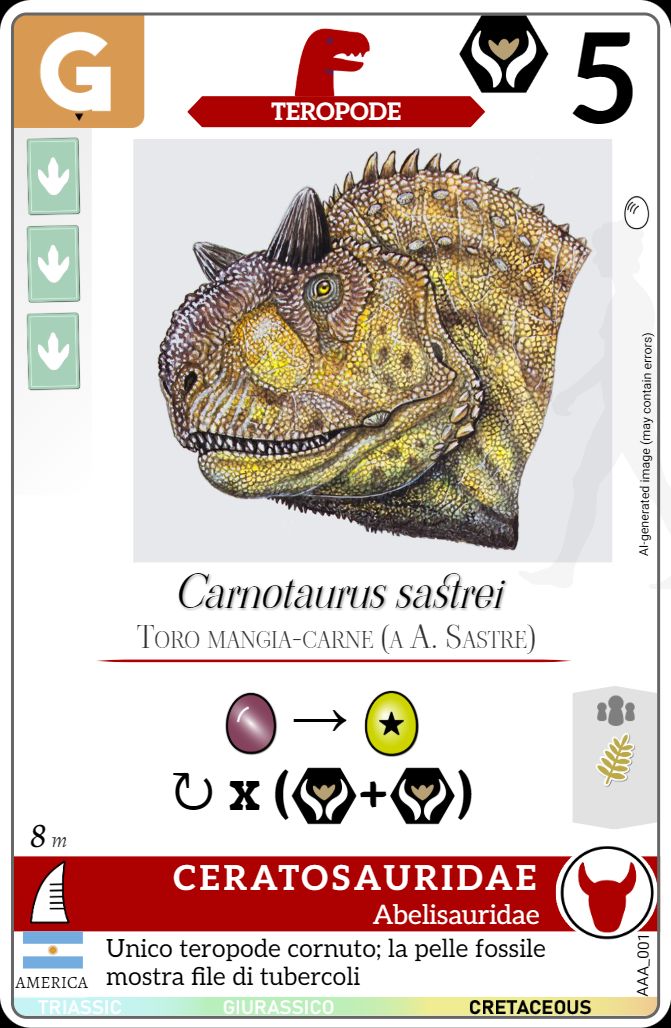 G
TEROPODE
5
AI-generated image (may contain errors)
Carnotaurus sastrei
Toro mangia-carne (a A. Sastre)
→
↻ x ( + )
8 m
CERATOSAURIDAE
Abelisauridae
AMERICA
Unico teropode cornuto; la pelle fossile
mostra file di tubercoli
AAA_001
TRIASSIC GIURASSICO CRETACEOUS